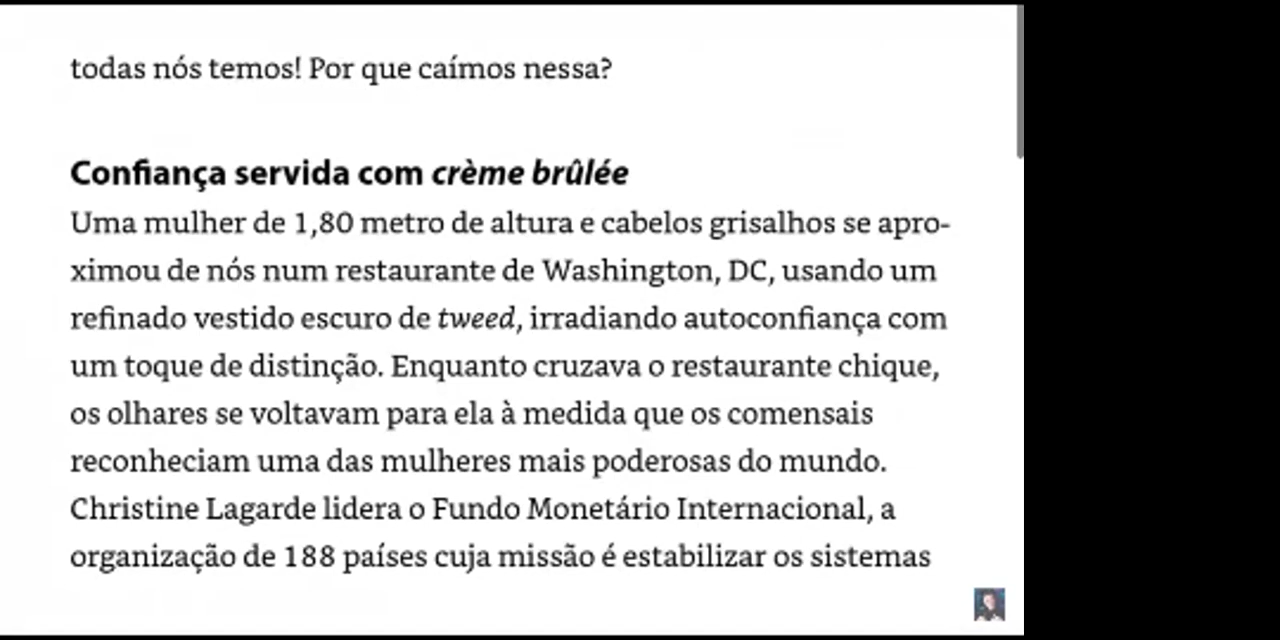 todas nós temos! Por que caímos nessa?
Confiança servida com crème brûlée
Uma mulher de 1,80 metro de altura e cabelos grisalhos se apro-
ximou de nós num restaurante de Washington, DC, usando um
refinado vestido escuro de tweed, irradiando autoconfiança com
um toque de distinção. Enquanto cruzava o restaurante chique,
os olhares se voltavam para ela à medida que os comensais
reconheciam uma das mulheres mais poderosas do mundo.
Christine Lagarde lidera o Fundo Monetário Internacional, a
organização de 188 países cuja missão é estabilizar os sistemas